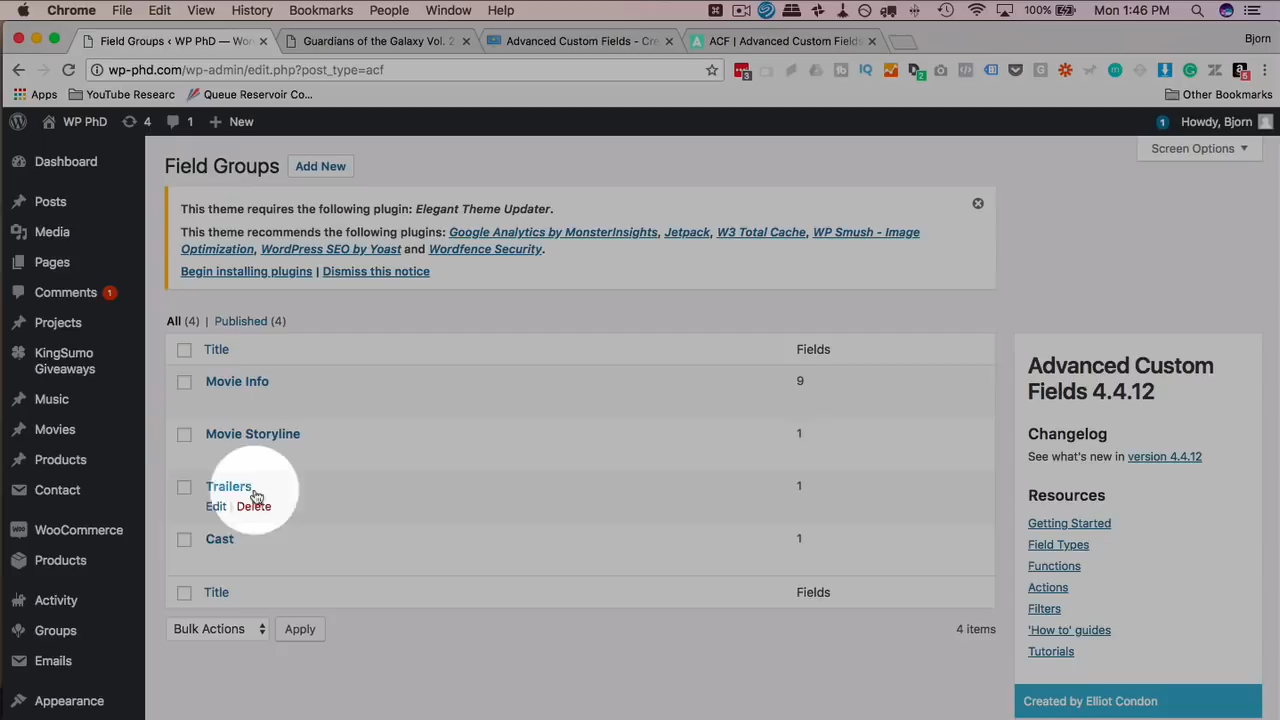 Chrome File Edit View History Bookmarks People Window Help 100% Mon 1:46 PM
Field Groups ‹ WP PhD — Wor Guardians of the Galaxy Vol. 2 Advanced Custom Fields - Cre ACF | Advanced Custom Fields Bjorn
wp-phd.com/wp-admin/edit.php?post_type=acf
Apps YouTube Researc Queue Reservoir Co... Other Bookmarks
WP PhD 4 1 New 1 Howdy, Bjorn
Screen Options
Dashboard
Posts
Media
Pages
Comments 1
Projects
KingSumo
Giveaways
Music
Movies
Products
Contact
WooCommerce
Products
Activity
Groups
Emails
Appearance
Field Groups Add New
This theme requires the following plugin: Elegant Theme Updater.
This theme recommends the following plugins: Google Analytics by MonsterInsights, Jetpack, W3 Total Cache, WP Smush - Image
Optimization, WordPress SEO by Yoast and Wordfence Security.
Begin installing plugins | Dismiss this notice
All (4) | Published (4)
Title Fields
Movie Info 9
Movie Storyline 1
Trailers 1
Edit | Delete
Cast 1
Title Fields
Bulk Actions Apply 4 items
Advanced Custom
Fields 4.4.12
Changelog
See what's new in version 4.4.12
Resources
Getting Started
Field Types
Functions
Actions
Filters
'How to' guides
Tutorials
Created by Elliot Condon